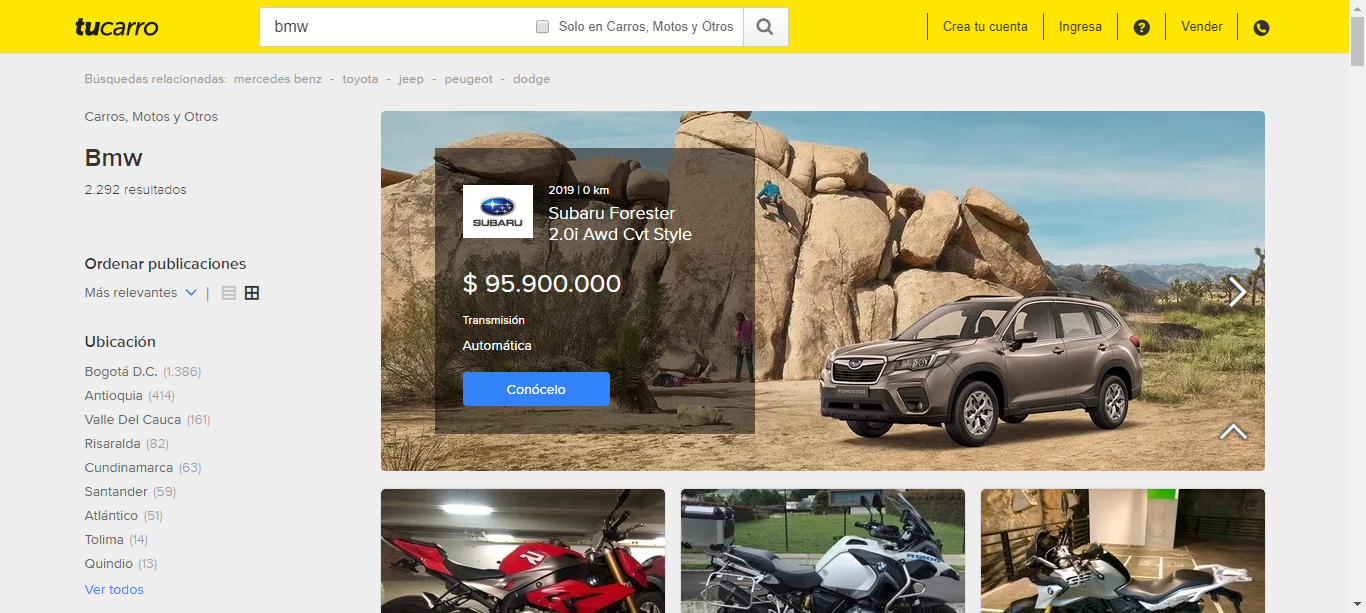 tucarro
bmw
Solo en Carros, Motos y Otros
Crea tu cuenta
Ingresa
?
Vender
Búsquedas relacionadas: mercedes benz - toyota - jeep - peugeot - dodge
Carros, Motos y Otros
Bmw
2.292 resultados
Ordenar publicaciones
Más relevantes |
Ubicación
Bogotá D.C. (1.386)
Antioquia (414)
Valle Del Cauca (161)
Risaralda (82)
Cundinamarca (63)
Santander (59)
Atlántico (51)
Tolima (14)
Quindio (13)
Ver todos
SUBARU
2019 | 0 km
Subaru Forester
2.0i Awd Cvt Style
$ 95.900.000
Transmisión
Automática
Conócelo
FORESTER
R
R1200